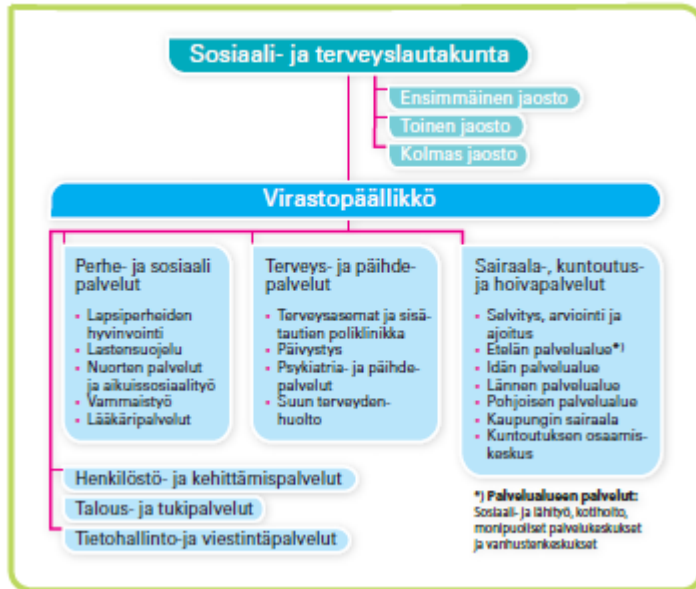 Sosiaali- ja terveyslautakunta
Ensimmäinen jaosto
Toinen jaosto
Kolmas jaosto
Virastopäällikkö
Perhe- ja sosiaali
palvelut
• Lapsiperheiden
hyvinvointi
• Lastensuojelu
• Nuorten palvelut
ja aikuissosiaalityö
• Vammaistyö
• Lääkäripalvelut
Terveys- ja päihde-
palvelut
• Terveysasemat ja sisä-
tautien poliklinikka
• Päivystys
• Psykiatria- ja päihde-
palvelut
• Suun terveyden-
huolto
Sairaala-, kuntoutus-
ja hoivapalvelut
• Selvitys, arviointi ja
ajoitus
• Etelän palvelualue*)
• Idän palvelualue
• Lännen palvelualue
• Pohjoisen palvelualue
• Kaupungin sairaala
• Kuntoutuksen osaamis-
keskus
Henkilöstö- ja kehittämispalvelut
Talous- ja tukipalvelut
Tietohallinto-ja viestintäpalvelut
*) Palvelualueen palvelut:
Sosiaali- ja lähityö, kotihoito,
monipuoliset palvelukeskukset
ja vanhustenkeskukset